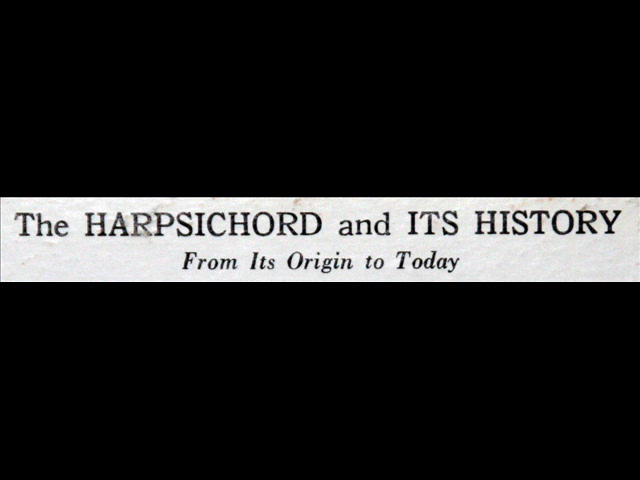 The HARPSICHORD and ITS HISTORY
From Its Origin to Today